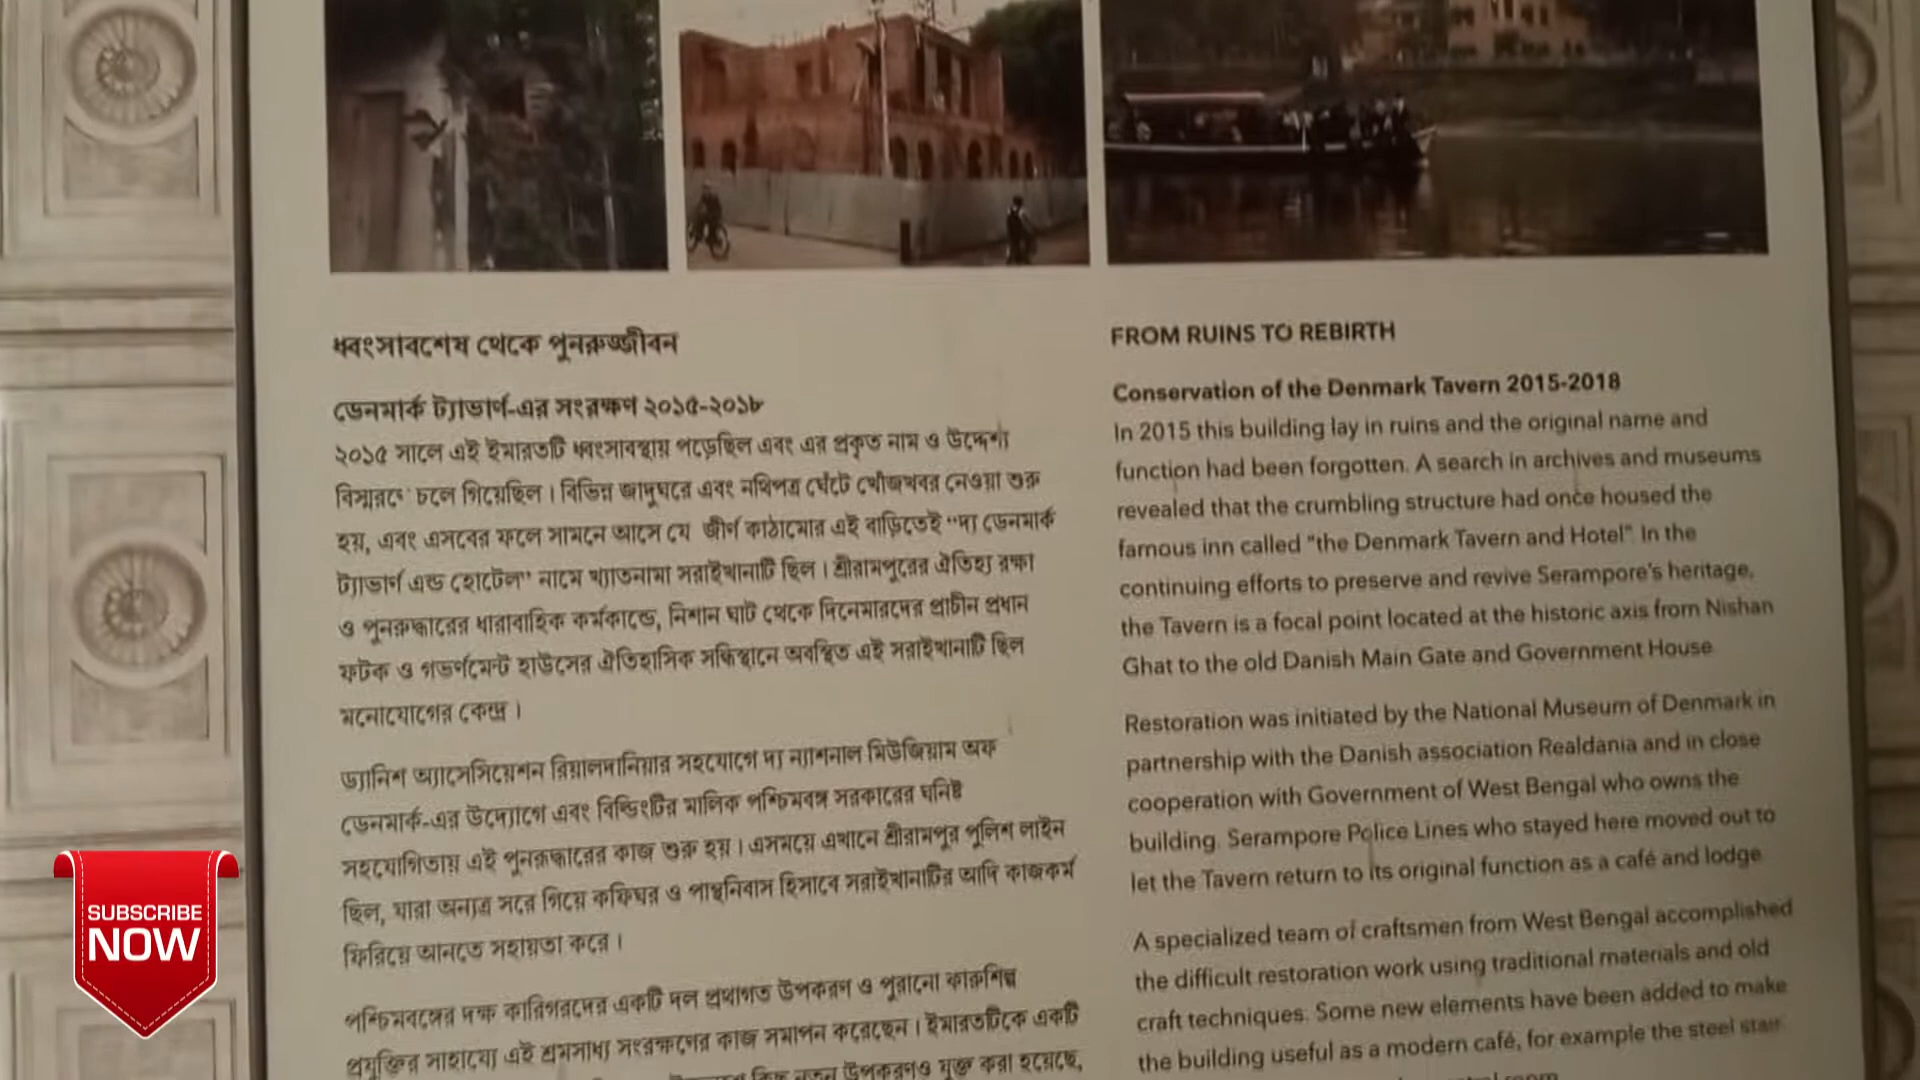 ধ্বংসাবশেষ থেকে পুনরুজ্জীবন
ডেনমার্ক ট্যাভার্ণ-এর সংরক্ষণ ২০১৫-২০১৮
২০১৫ সালে এই ইমারতটি ধ্বংসাবস্থায় পড়েছিল এবং এর প্রকৃত নাম ও উদ্দেশ্য
বিস্মরণে চলে গিয়েছিল। বিভিন্ন জাদুঘরে এবং নথিপত্র ঘেঁটে খোঁজখবর নেওয়া শুরু
হয়, এবং এসবের ফলে সামনে আসে যে জীর্ণ কাঠামোর এই বাড়িতেই "দ্য ডেনমার্ক
ট্যাভার্ণ এন্ড হোটেল" নামে খ্যাতনামা সরাইখানাটি ছিল। শ্রীরামপুরের ঐতিহ্য রক্ষা
ও পুনরুদ্ধারের ধারাবাহিক কর্মকান্ডে, নিশান ঘাট থেকে দিনেমারদের প্রাচীন প্রধান
ফটক ও গভর্ণমেন্ট হাউসের ঐতিহাসিক সন্ধিস্থানে অবস্থিত এই সরাইখানাটি ছিল
মনোযোগের কেন্দ্র।
ড্যানিশ অ্যাসেসিয়েশন রিয়ালদানিয়ার সহযোগে দ্য ন্যাশনাল মিউজিয়াম অফ
ডেনমার্ক-এর উদ্যোগে এবং বিল্ডিংটির মালিক পশ্চিমবঙ্গ সরকারের ঘনিষ্ট
সহযোগিতায় এই পুনরুদ্ধারের কাজ শুরু হয়। এসময়ে এখানে শ্রীরামপুর পুলিশ লাইন
ছিল, যারা অন্যত্র সরে গিয়ে কফিঘর ও পান্থনিবাস হিসাবে সরাইখানাটির আদি কাজকর্ম
ফিরিয়ে আনতে সহায়তা করে।
পশ্চিমবঙ্গের দক্ষ কারিগরদের একটি দল প্রথাগত উপকরণ ও পুরানো কারুশিল্প
প্রযুক্তির সাহায্যে এই শ্রমসাধ্য সংরক্ষণের কাজ সমাপন করেছেন। ইমারতটিকে একটি
কিছু নতুন উপকরণও যুক্ত করা হয়েছে,
FROM RUINS TO REBIRTH
Conservation of the Denmark Tavern 2015-2018
In 2015 this building lay in ruins and the original name and
function had been forgotten. A search in archives and museums
revealed that the crumbling structure had once housed the
famous inn called "the Denmark Tavern and Hotel". In the
continuing efforts to preserve and revive Serampore's heritage,
the Tavern is a focal point located at the historic axis from Nishan
Ghat to the old Danish Main Gate and Government House
Restoration was initiated by the National Museum of Denmark in
partnership with the Danish association Realdania and in close
cooperation with Government of West Bengal who owns the
building. Serampore Police Lines who stayed here moved out to
let the Tavern return to its original function as a café and lodge
A specialized team of craftsmen from West Bengal accomplished
the difficult restoration work using traditional materials and old
craft techniques. Some new elements have been added to make
the building useful as a modern café, for example the steel stair
room
SUBSCRIBE
NOW